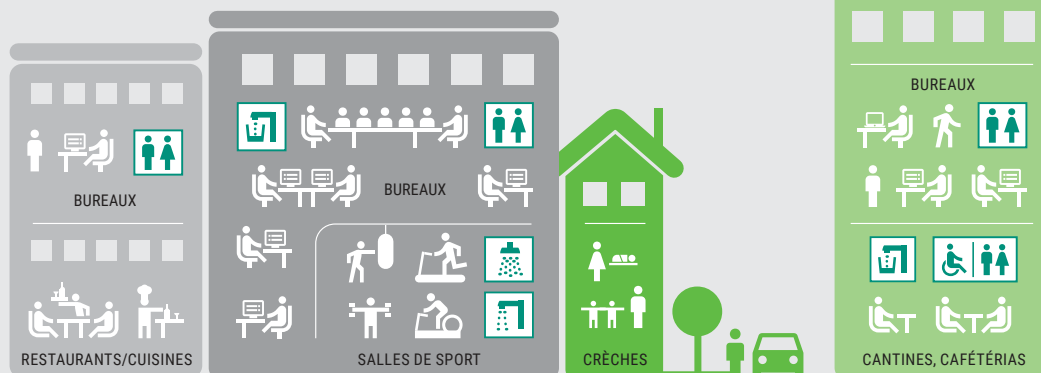 BUREAUX
RESTAURANTS/CUISINES
BUREAUX
SALLES DE SPORT
CRÈCHES
BUREAUX
CANTINES, CAFÉTÉRIAS